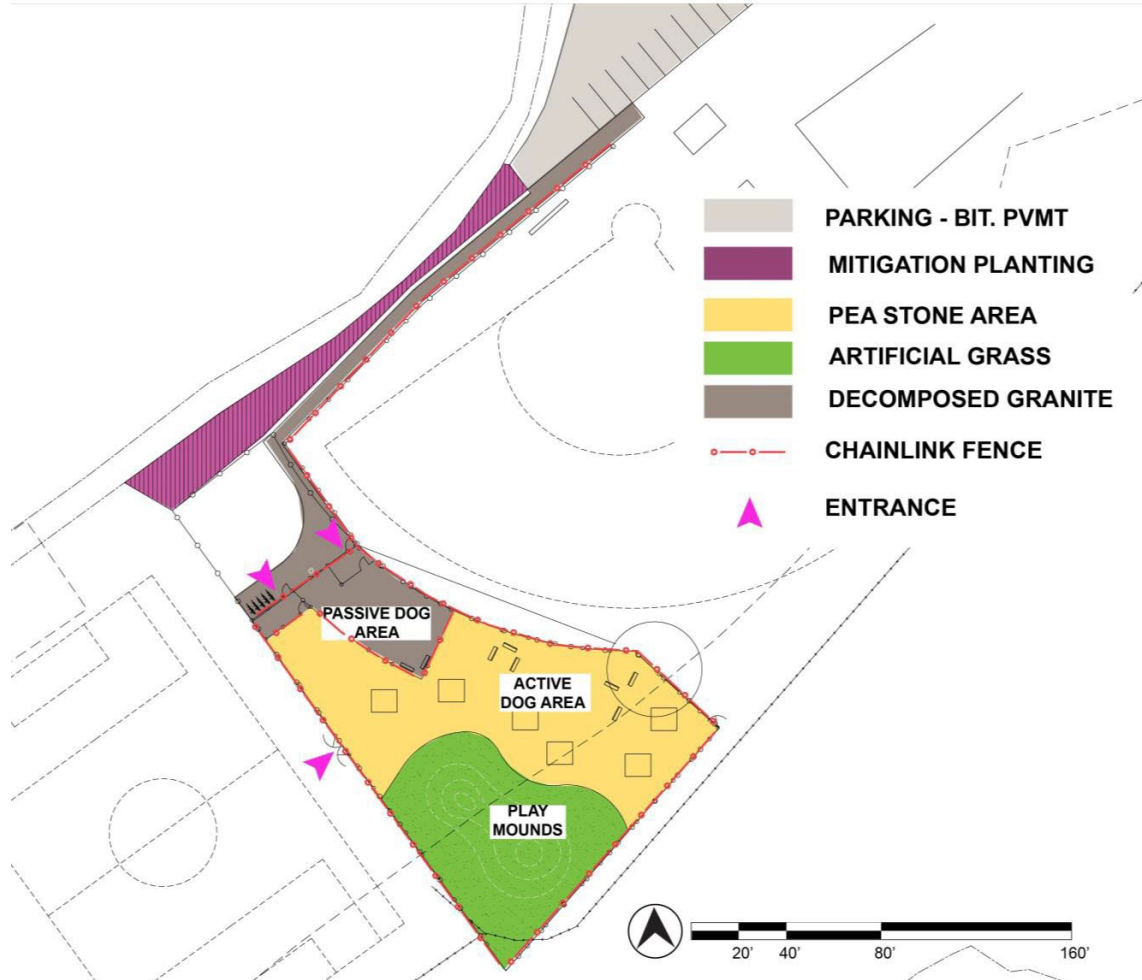 PARKING - BIT. PVMT
MITIGATION PLANTING
PEA STONE AREA
ARTIFICIAL GRASS
DECOMPOSED GRANITE
CHAINLINK FENCE
ENTRANCE
PASSIVE DOG
AREA
ACTIVE
DOG AREA
PLAY
MOUNDS
20' 40' 80' 160'